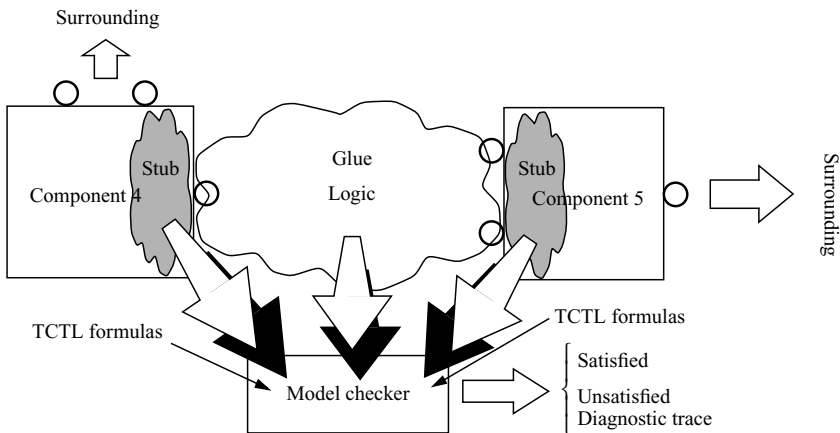 Surrounding
Stub
Component 4
Glue
Logic
Stub
Component 5
Surrounding
TCTL formulas
TCTL formulas
Model checker
Satisfied
Unsatisfied
Diagnostic trace